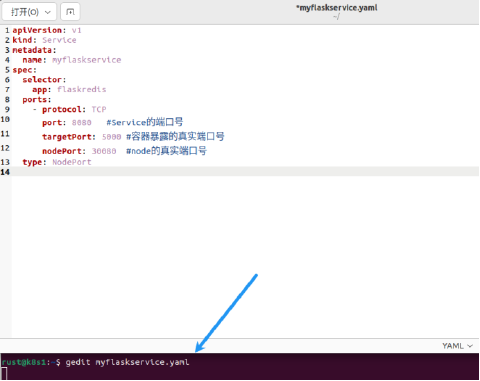 打开(O)
*myflaskservice.yaml
~/
1 apiVersion: v1
2 kind: Service
3 metadata:
4   name: myflaskservice
5 spec:
6   selector:
7     app: flaskredis
8   ports:
9     - protocol: TCP
10       port: 8080   #Service的端口号
11       targetPort: 5000 #容器暴露的真实端口号
12       nodePort: 30080  #node的真实端口号
13   type: NodePort
14
YAML
rust@k8s1:~$ gedit myflaskservice.yaml